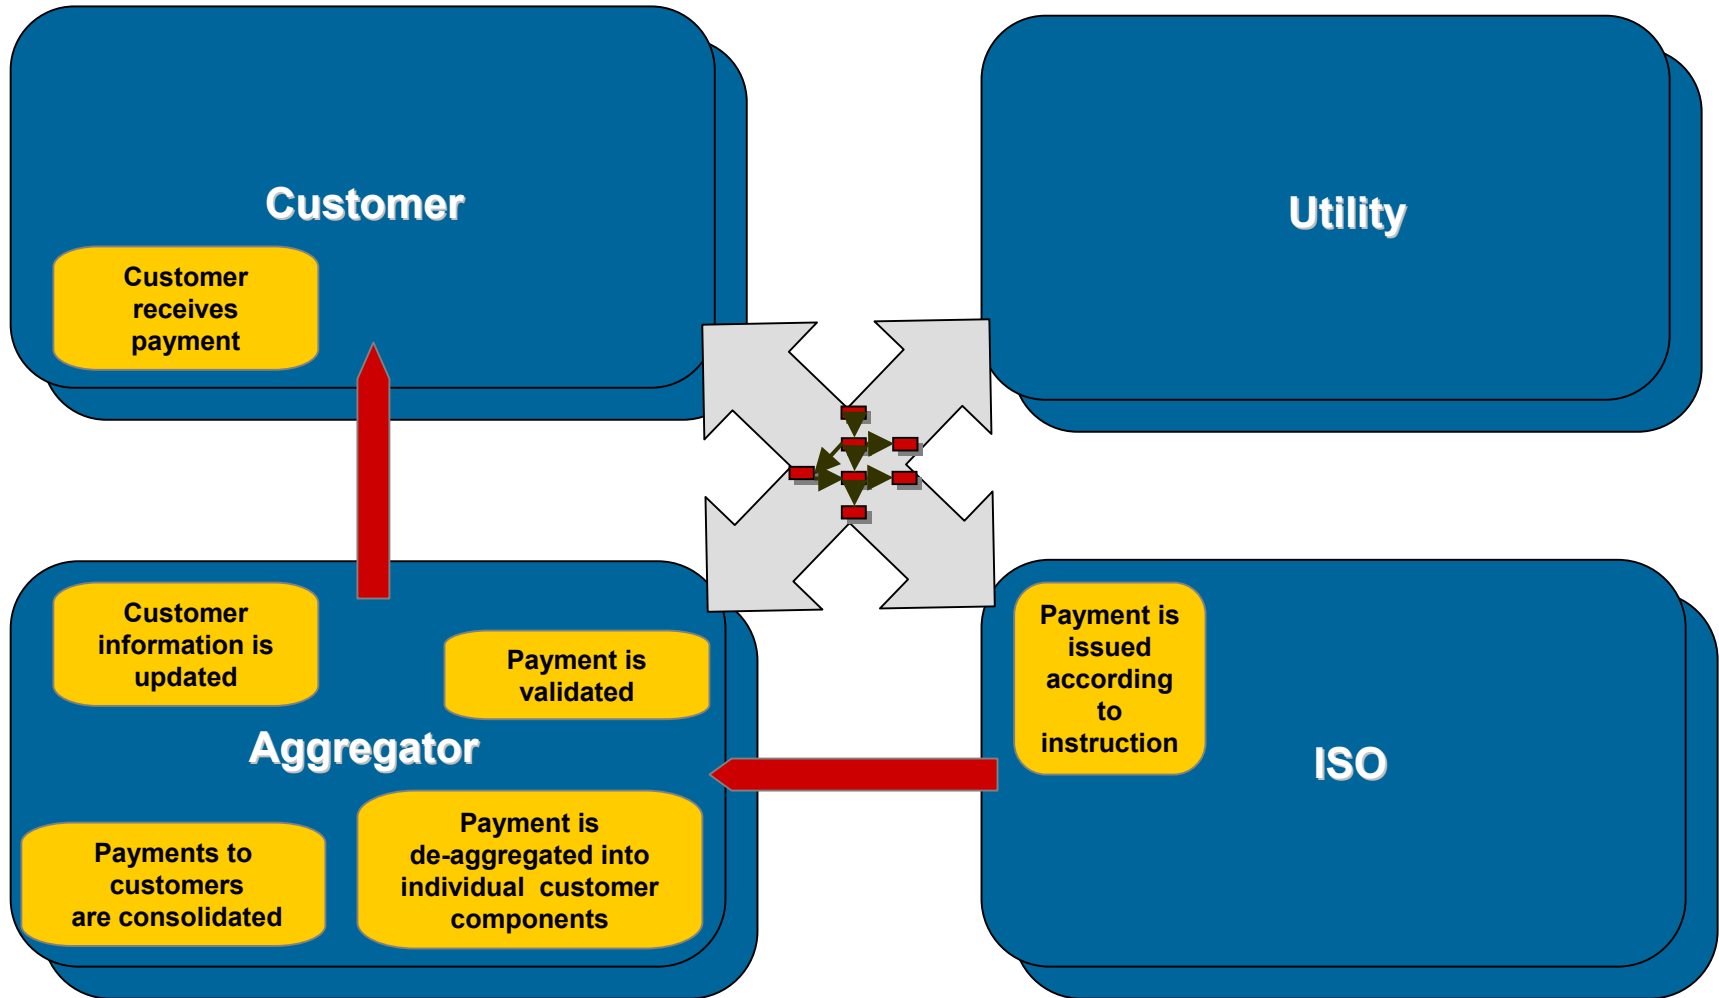 Customer
Customer
receives
payment
Utility
Customer
information is
updated
Payment is
validated
Aggregator
Payments to
customers
are consolidated
Payment is
de-aggregated into
individual customer
components
Payment is
issued
according
to
instruction
ISO